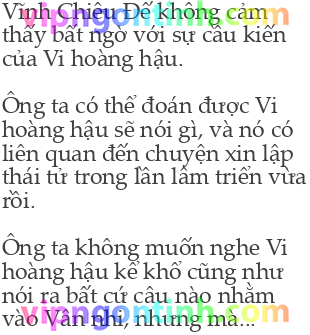 Vĩnh Chiêu Đế không cảm
thấy bất ngờ với sự cầu kiến
của Vi hoàng hậu.
Ông ta có thể đoán được Vi
hoàng hậu sẽ nói gì, và nó có
liên quan đến chuyện xin lập
thái tử trong lần lâm triển vừa
rồi.
Ông ta không muốn nghe Vi
hoàng hậu kể khổ cũng như
nói ra bất cứ câu nào nhằm
vào Vân nhi, nhưng mà...
vipngontinh.com
vipngontinh.com